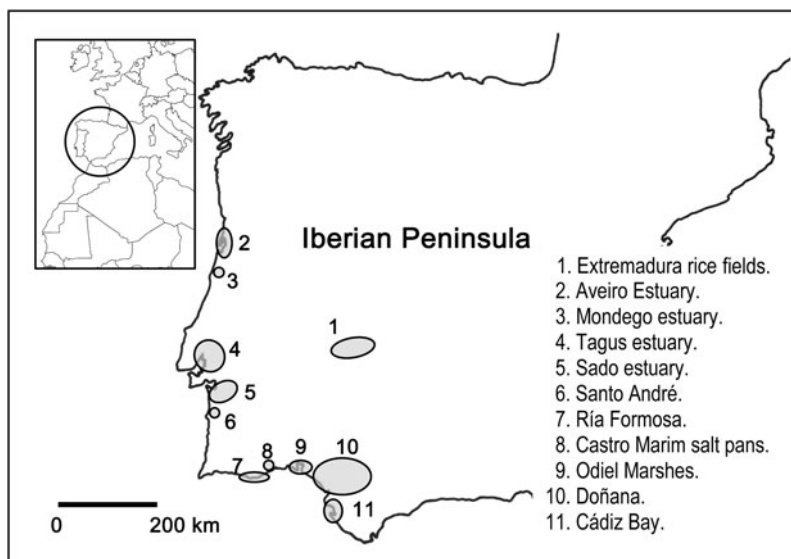 Iberian Peninsula
2
3
1
4
5
6
7
8
9
10
11
0 200 km
1. Extremadura rice fields.
2. Aveiro Estuary.
3. Mondego estuary.
4. Tagus estuary.
5. Sado estuary.
6. Santo André.
7. Ría Formosa.
8. Castro Marim salt pans.
9. Odiel Marshes.
10. Doñana.
11. Cádiz Bay.